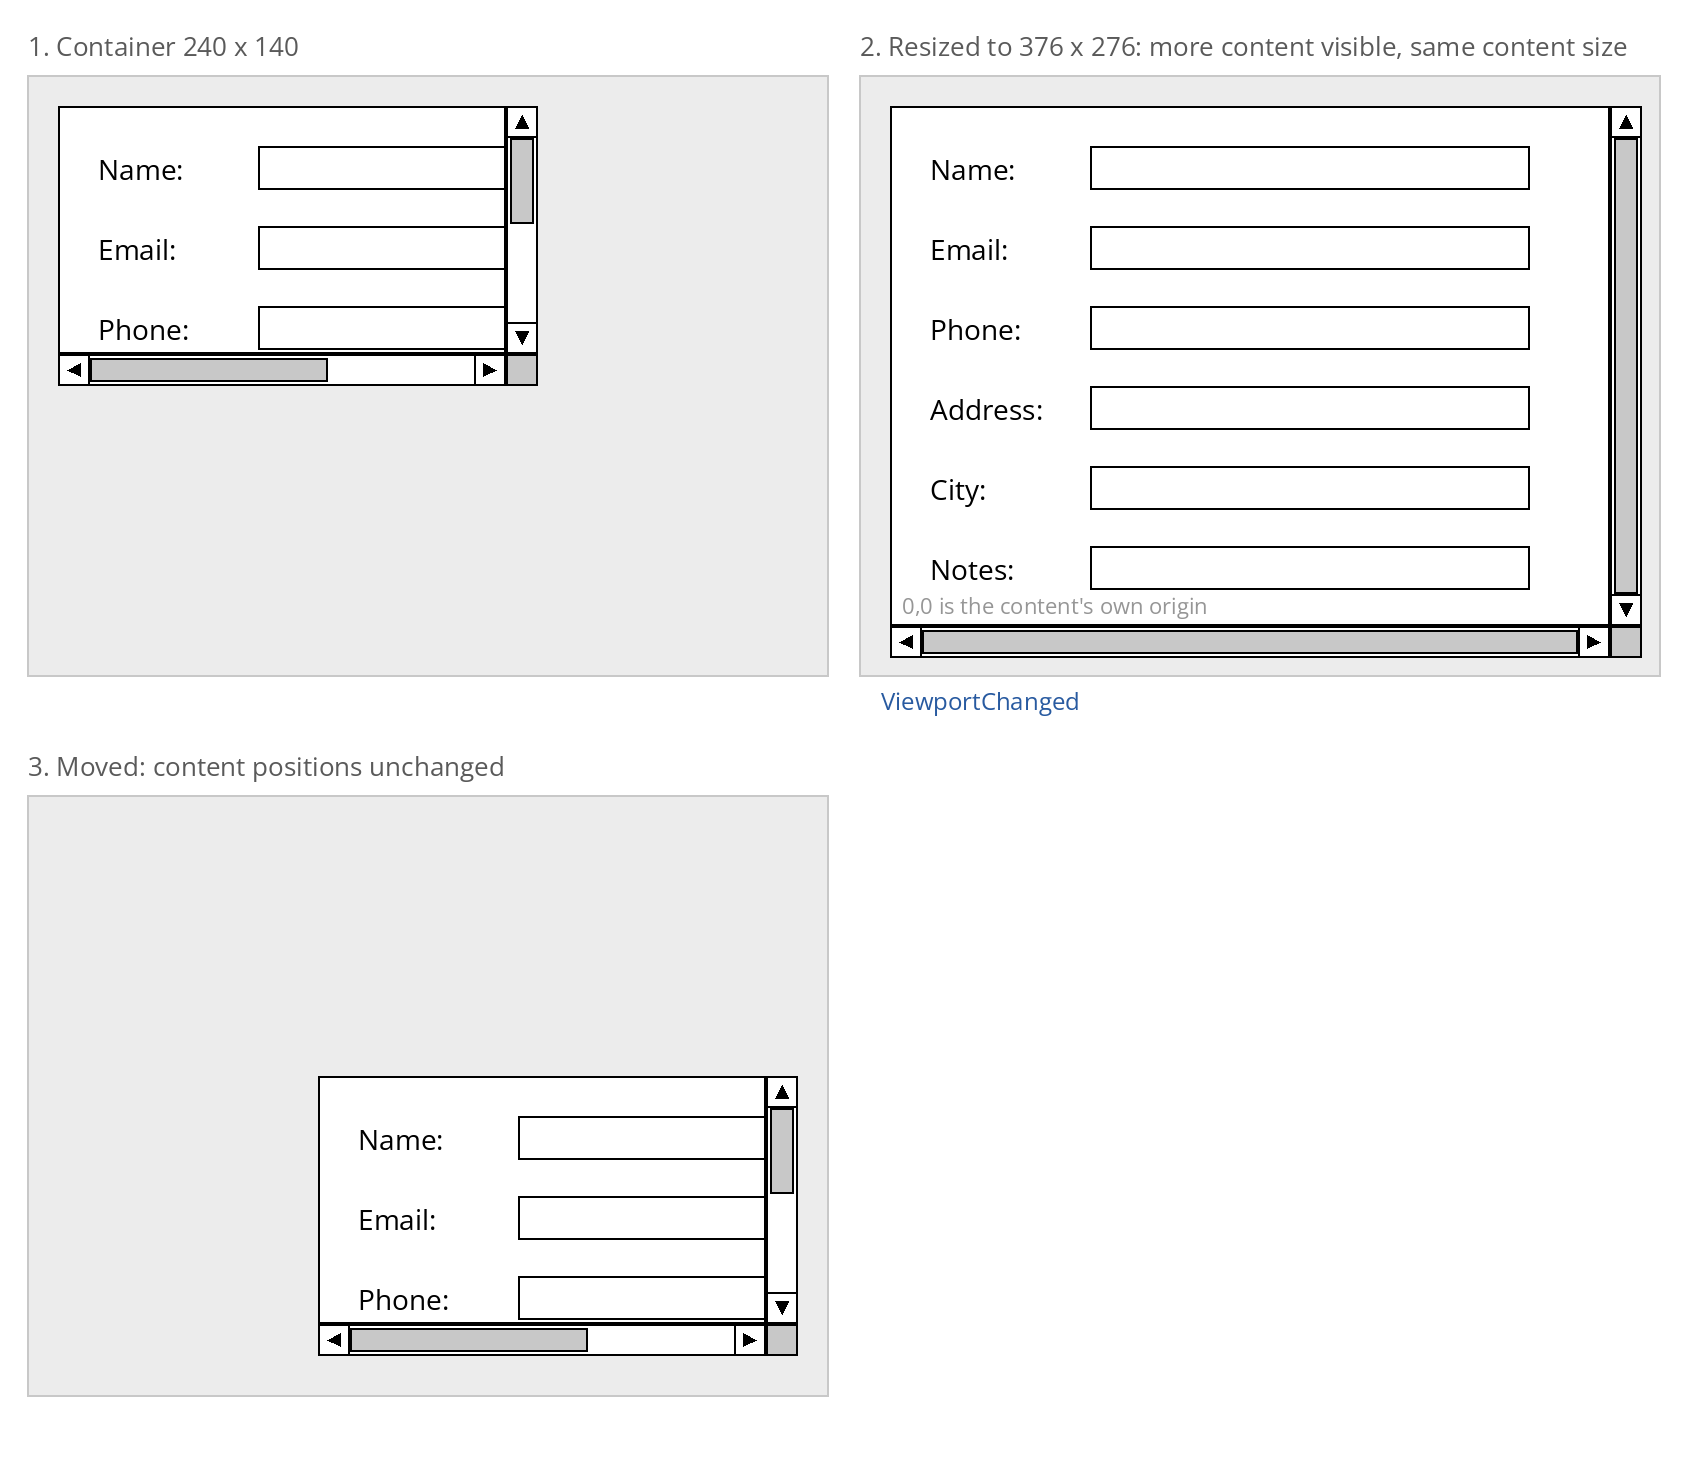 1. Container 240 x 140
Name:
Email:
Phone:
2. Resized to 376 x 276: more content visible, same content size
Name:
Email:
Phone:
Address:
City:
Notes:
0,0 is the content's own origin
ViewportChanged
3. Moved: content positions unchanged
Name:
Email:
Phone: